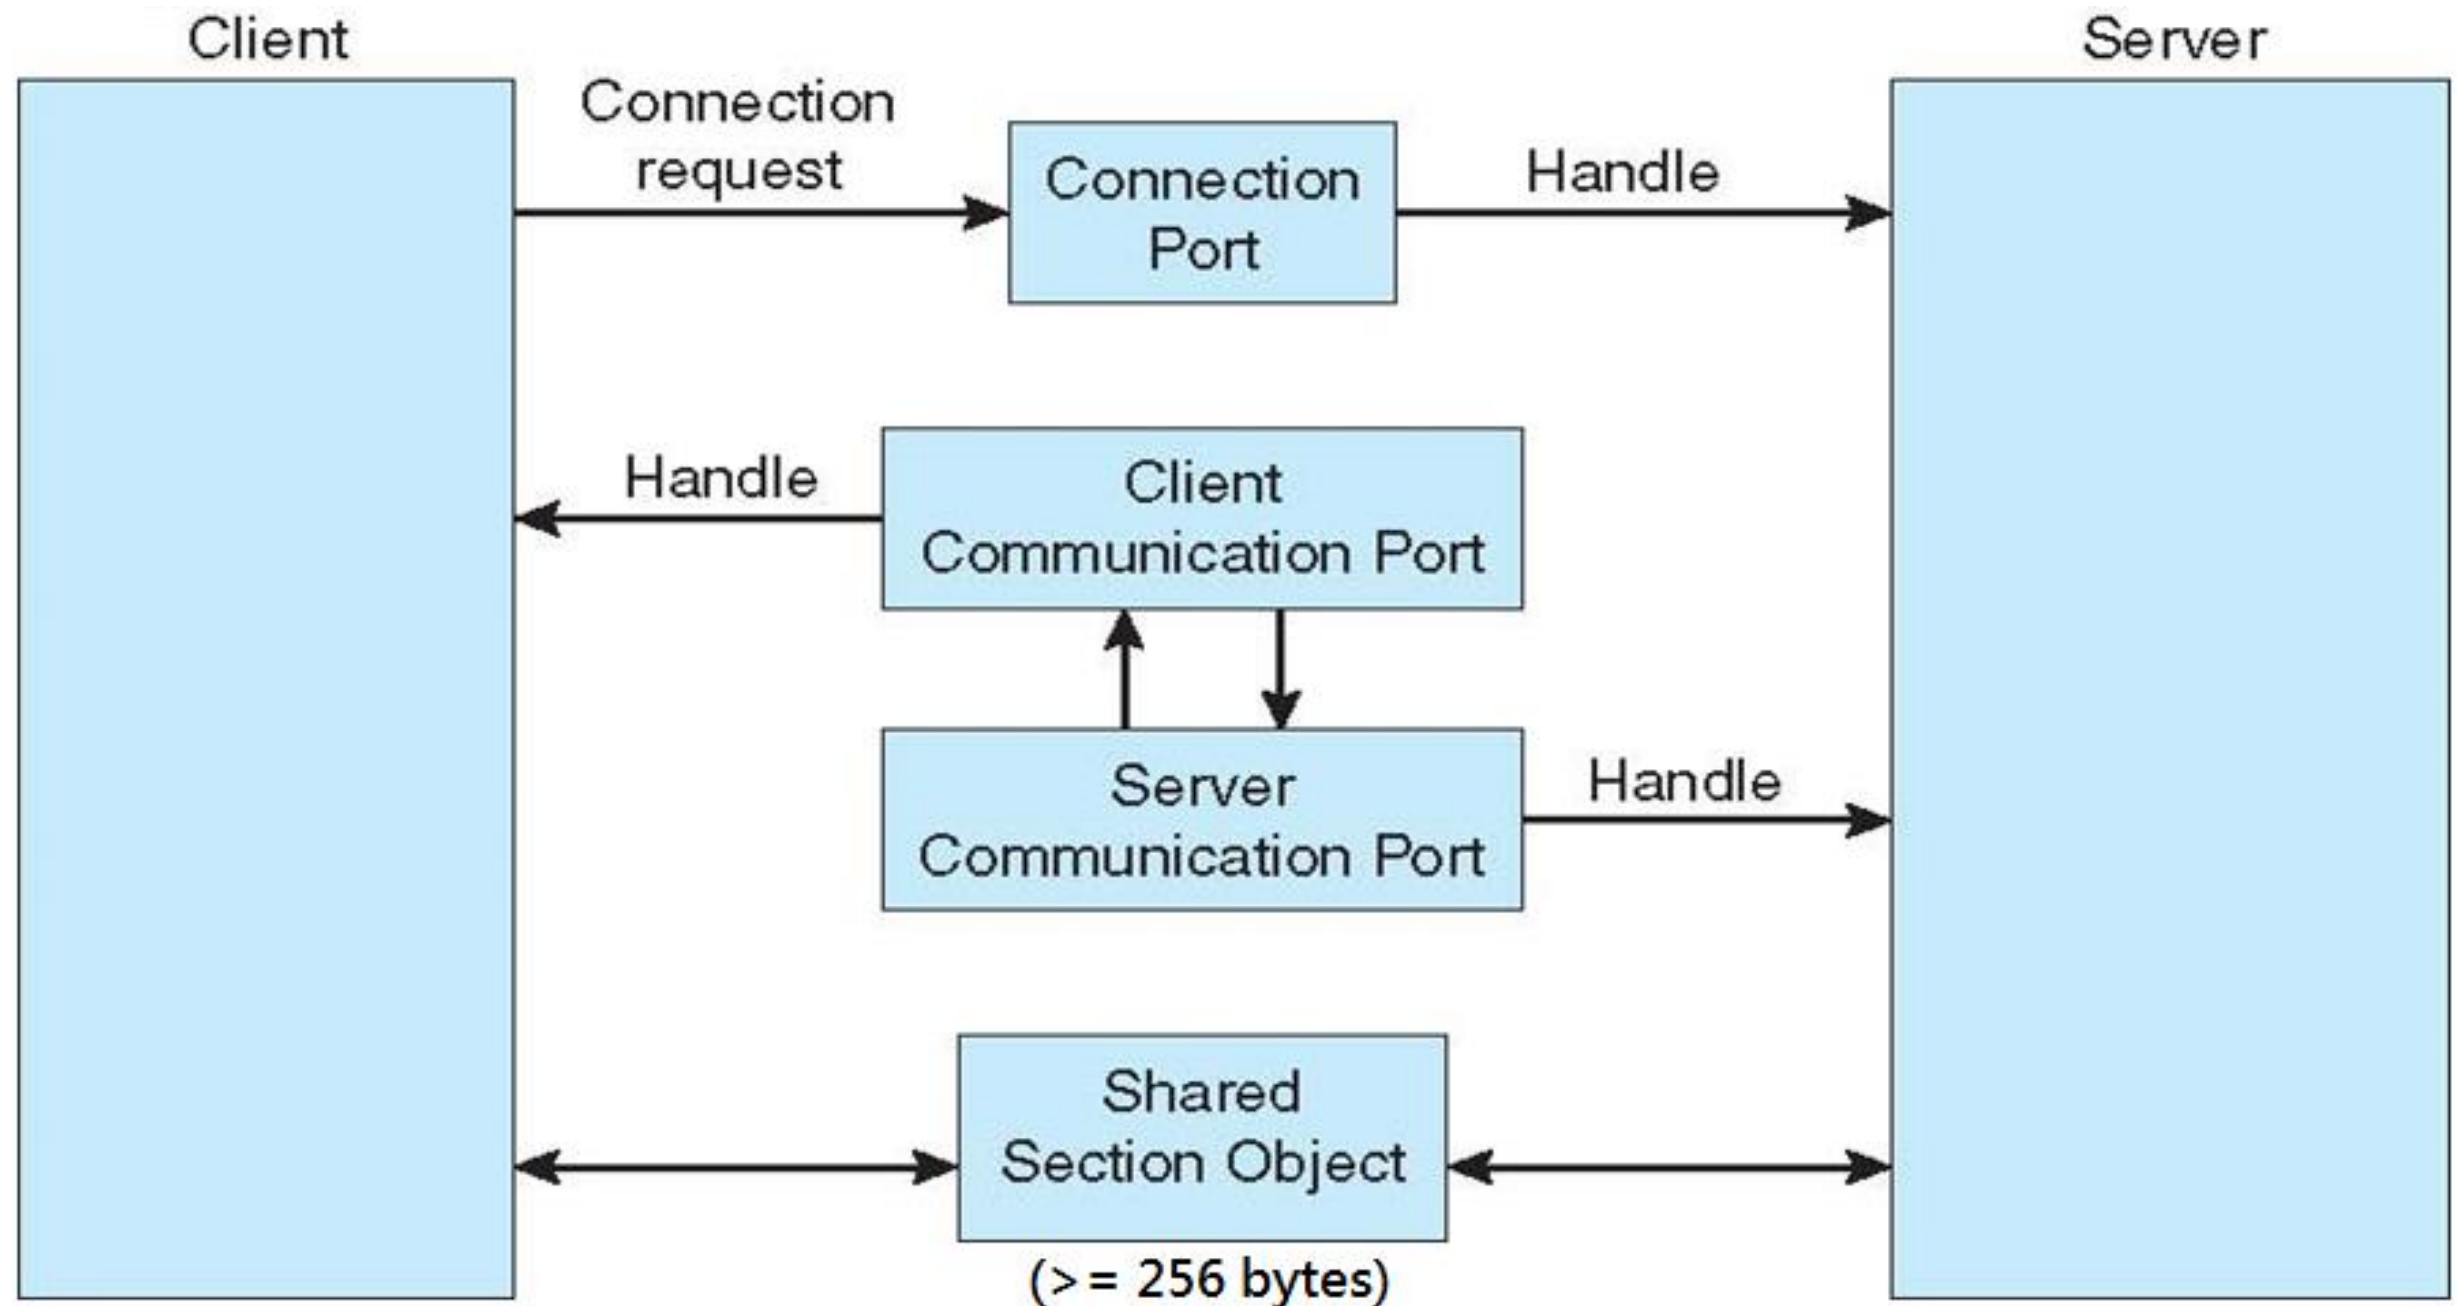 Client
Server
Connection
request
Connection
Port
Handle
Handle
Client
Communication Port
Server
Communication Port
Handle
Shared
Section Object
(>= 256 bytes)